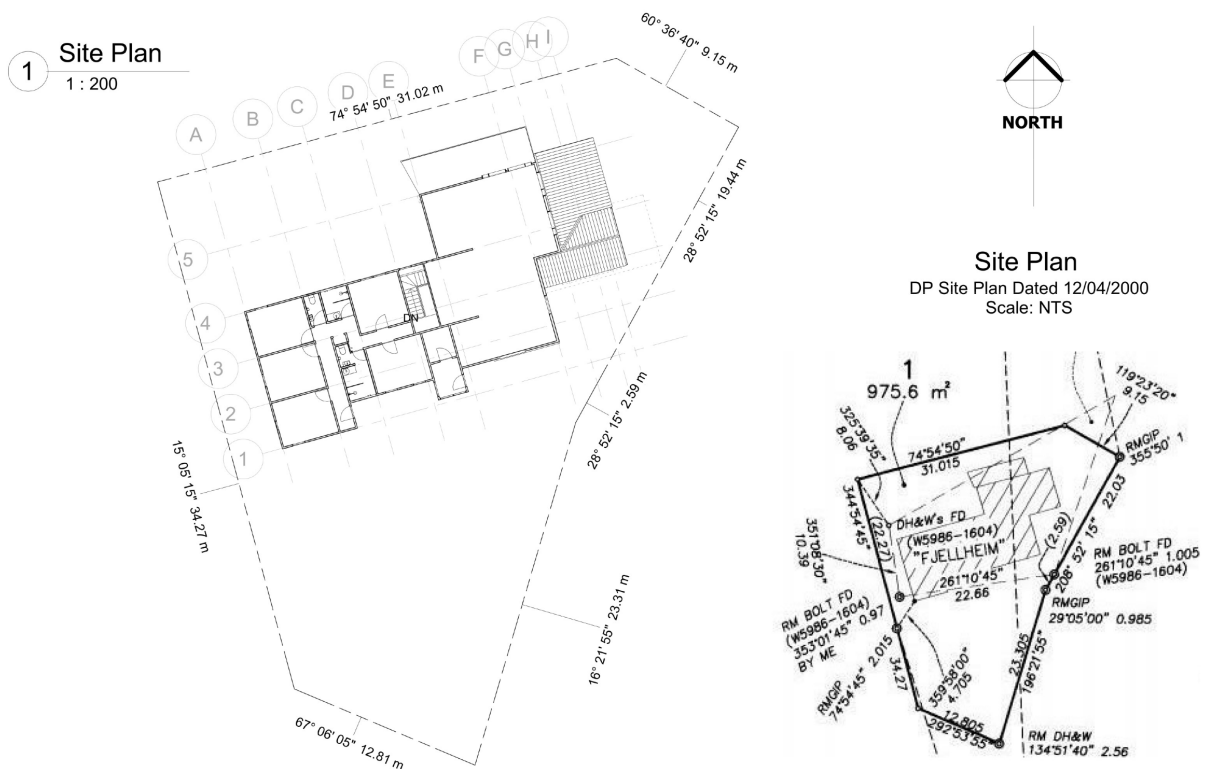 1
Site Plan
1 : 200
A
B
C
D
E
F
G
H
I
74° 54' 50" 31.02 m
60° 36' 40" 9.15 m
28° 52' 15" 19.44 m
28° 52' 15" 2.59 m
16° 21' 55" 23.31 m
67° 06' 05" 12.81 m
15° 05' 15" 34.27 m
5
4
3
2
1
DN
NORTH
Site Plan
DP Site Plan Dated 12/04/2000
Scale: NTS
1
975.6 m²
325°39'35"
8.06
74°54'50"
31.015
119°23'20"
9.15
RMGIP
355°50' 1
22.03
344°54'45"
(22.27)
DH&W's FD
(W5986-1604)
"FJELLHEIM"
(2.59)
208° 52' 15"
351°08'30"
10.39
261°10'45"
22.66
RM BOLT FD
261°10'45" 1.005
(W5986-1604)
RMGIP
29°05'00" 0.985
RM BOLT FD
(W5986-1604)
353°01'45" 0.97
BY ME
RMGIP
74°54'45" 2.015
34.27
359°58'00"
4.705
23.305
196°21'55"
12.805
292°53'55"
RM DH&W
134°51'40" 2.56